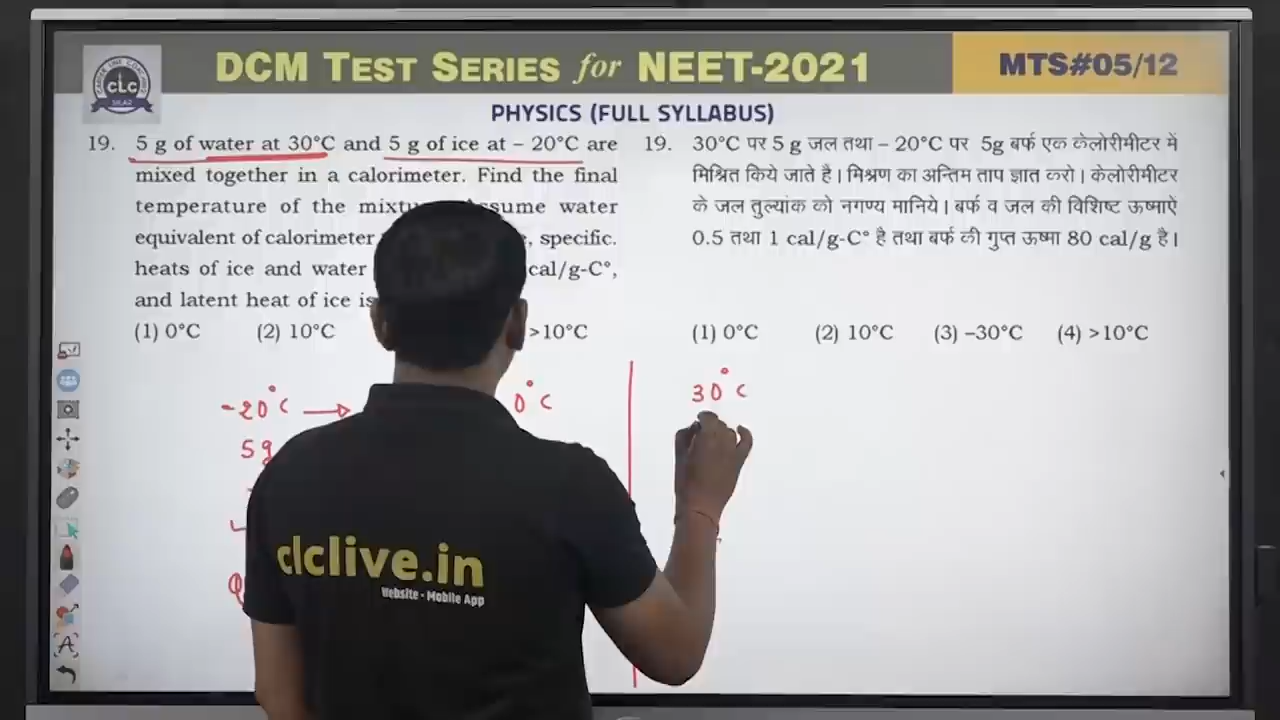 DCM TEST SERIES for NEET-2021
MTS#05/12
CLC
SIKAR
PHYSICS (FULL SYLLABUS)
19. 5 g of water at 30°C and 5 g of ice at – 20°C are
mixed together in a calorimeter. Find the final
temperature of the
equivalent of calorimeter , specific.
heats of ice and water cal/g-C°,
and latent heat of ice is
(1) 0°C (2) 10°C >10°C
19. 30°C पर 5 g जल तथा – 20°C पर 5g बर्फ एक केलोरीमीटर में
मिश्रित किये जाते है। मिश्रण का अन्तिम ताप ज्ञात करो। केलोरीमीटर
के जल तुल्यांक को नगण्य मानिये। बर्फ व जल की विशिष्ट ऊष्माऐं
0.5 तथा 1 cal/g-C° है तथा बर्फ की गुप्त ऊष्मा 80 cal/g है।
(1) 0°C (2) 10°C (3) –30°C (4) >10°C
-20°C → 0°C
5g
30°C
clclive.in
Website - Mobile App